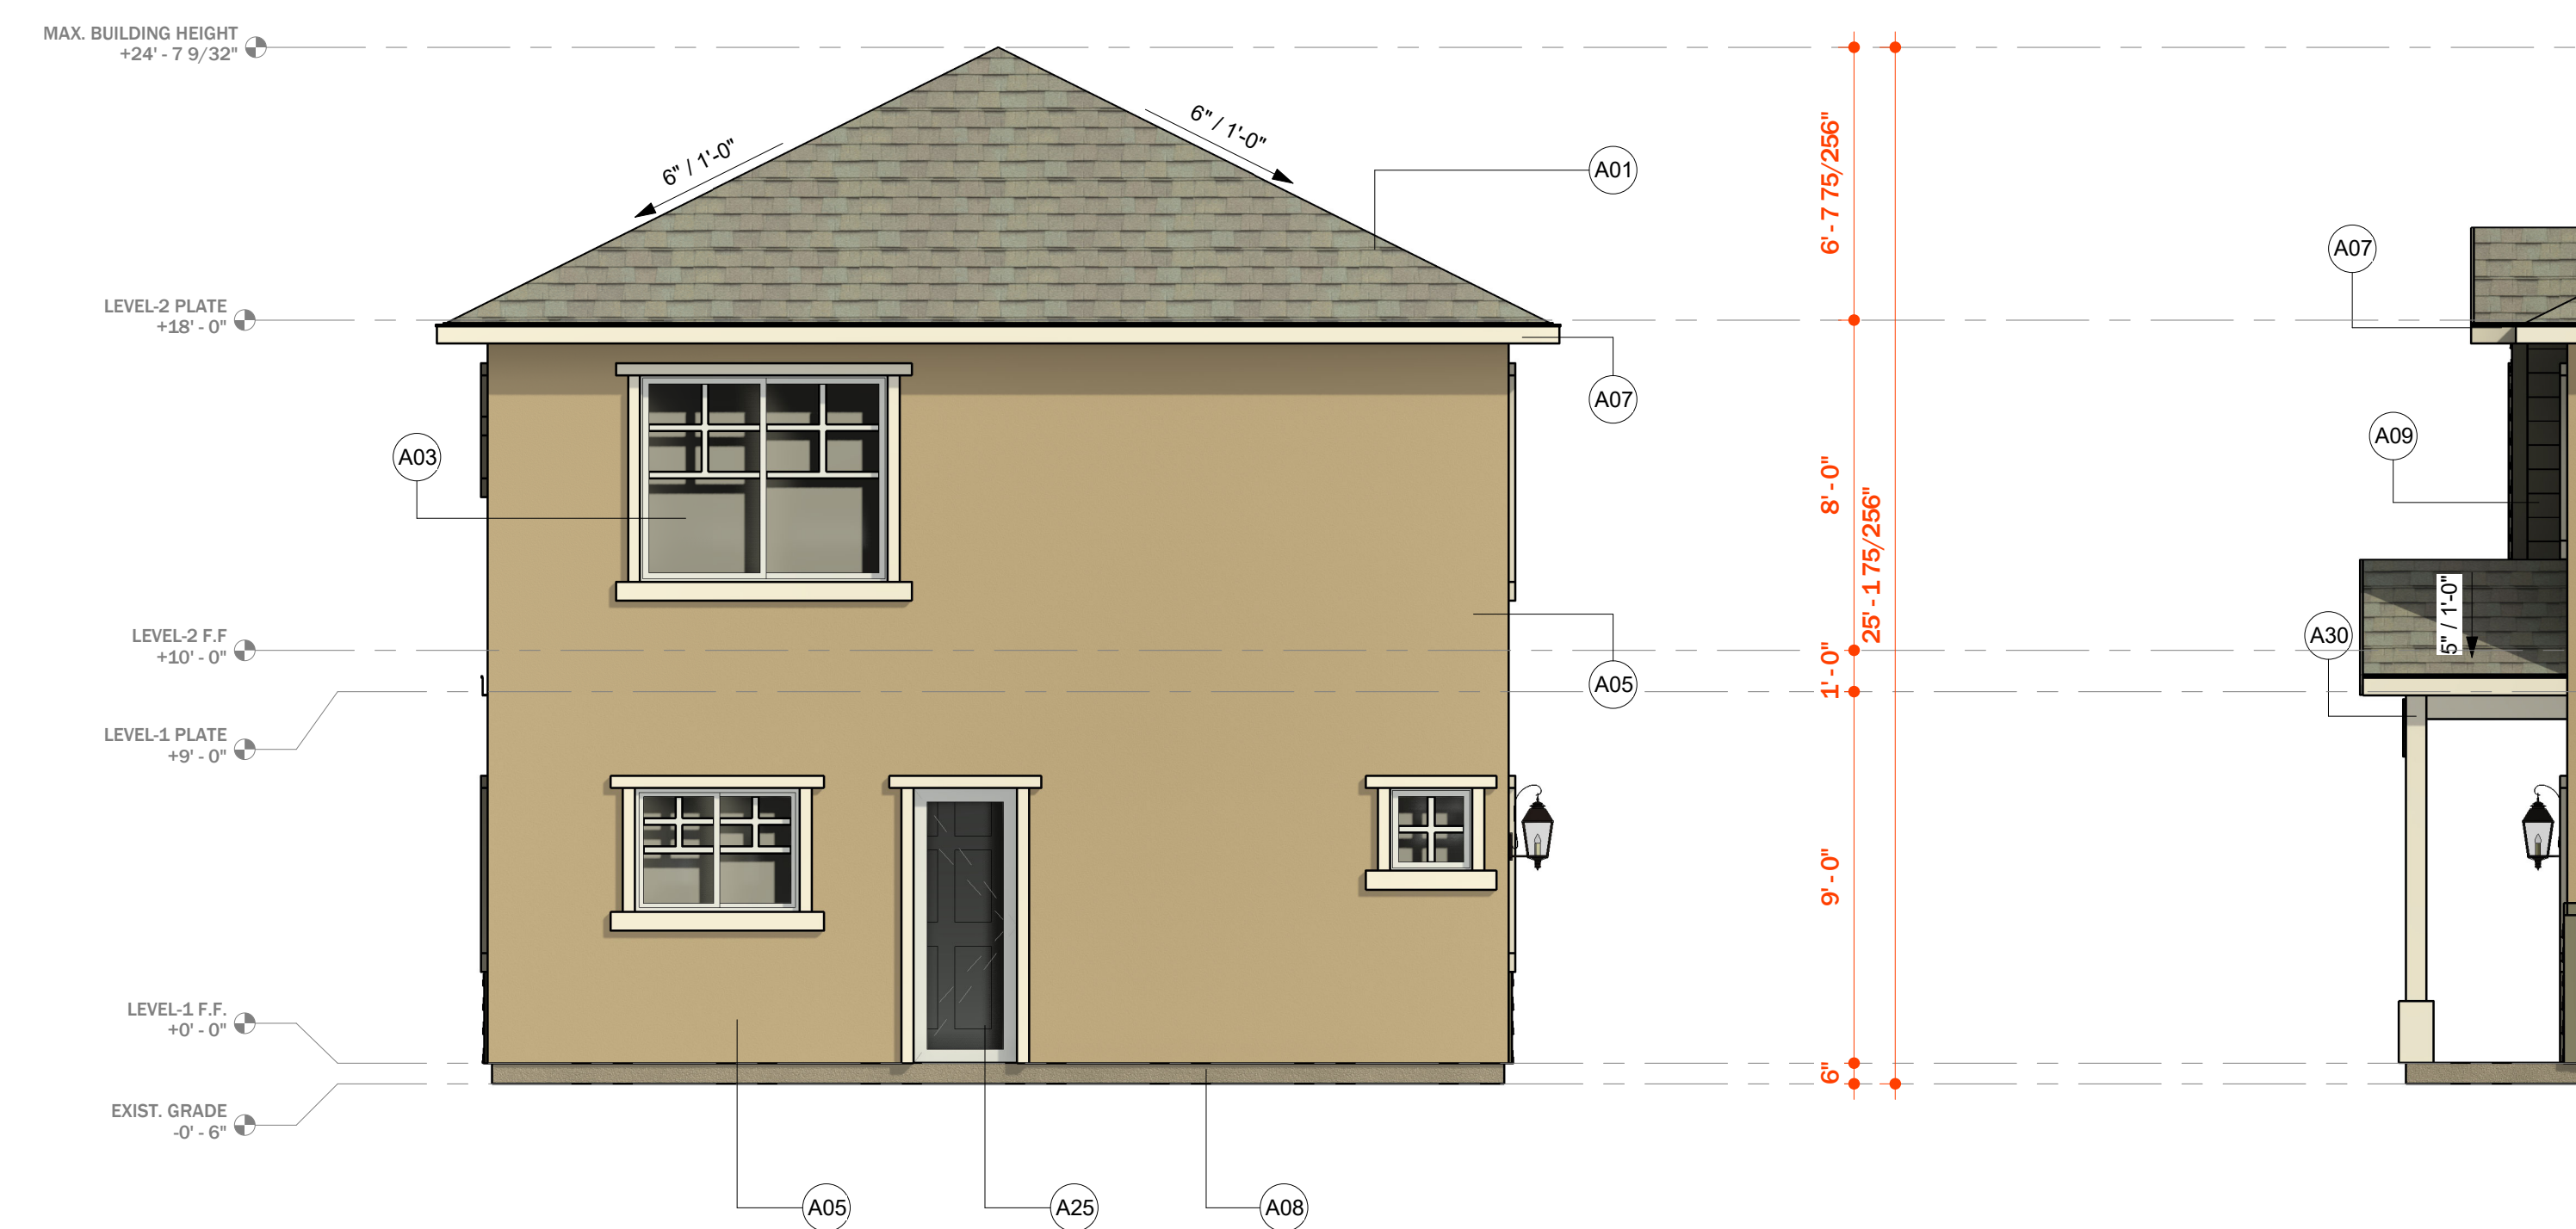 MAX. BUILDING HEIGHT
+24' - 7 9/32"
6" / 1'-0"
6" / 1'-0"
A01
6' - 7 75/256"
A07
LEVEL-2 PLATE
+18' - 0"
A07
A03
A09
8' - 0"
25' - 1 75/256"
5" / 1'-0"
LEVEL-2 F.F
+10' - 0"
A30
A05
1' - 0"
LEVEL-1 PLATE
+9' - 0"
9' - 0"
LEVEL-1 F.F.
+0' - 0"
6"
EXIST. GRADE
-0' - 6"
A05
A25
A08